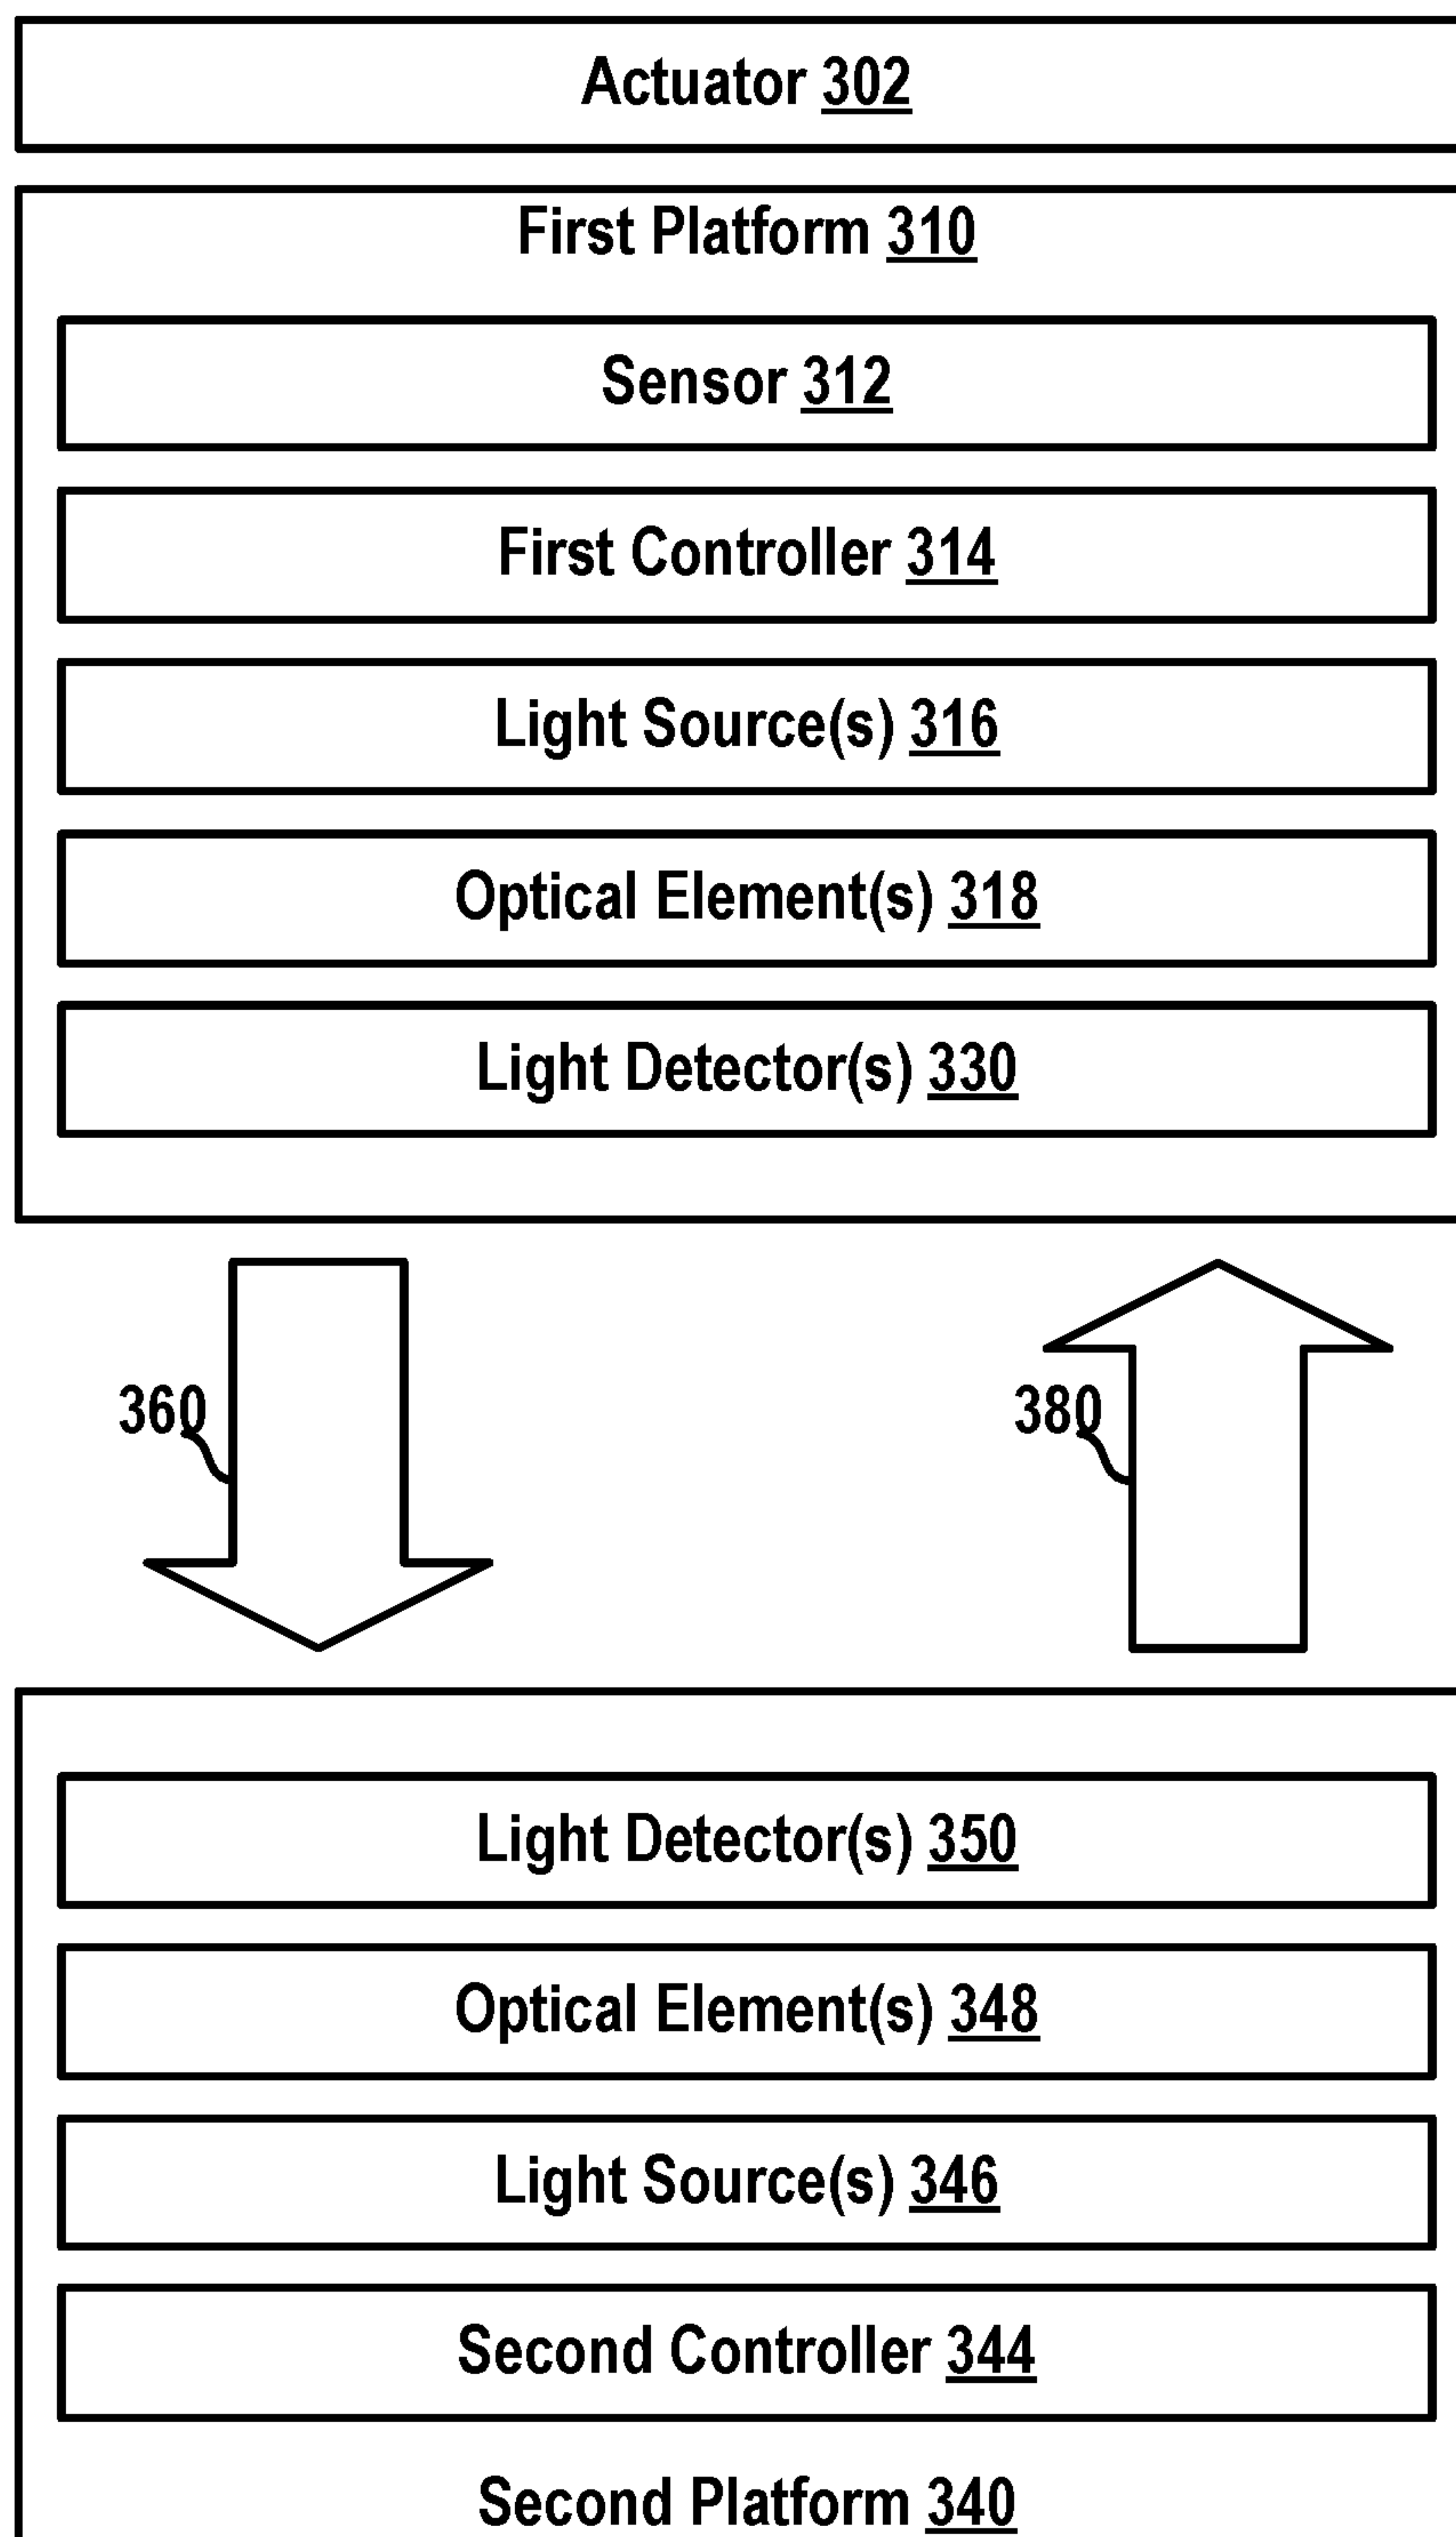 Actuator 302
First Platform 310
Sensor 312
First Controller 314
Light Source(s) 316
Optical Element(s) 318
Light Detector(s) 330
360
380
Light Detector(s) 350
Optical Element(s) 348
Light Source(s) 346
Second Controller 344
Second Platform 340